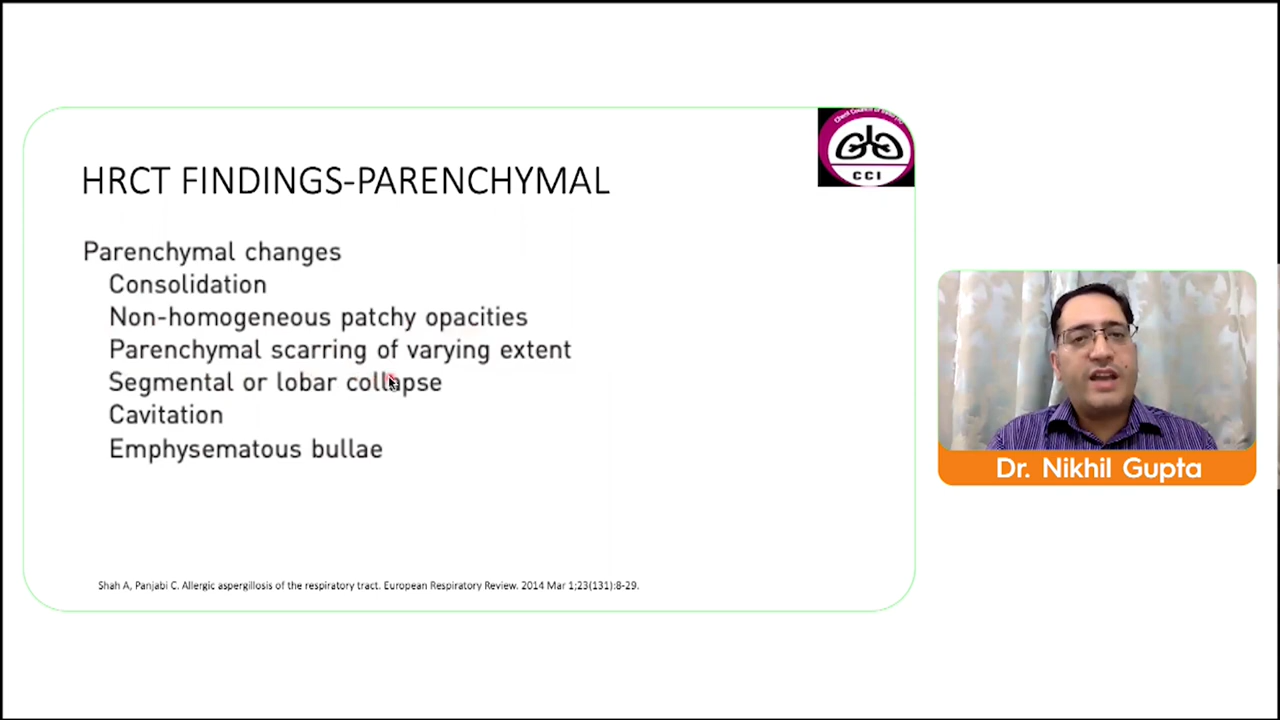 HRCT FINDINGS-PARENCHYMAL
Parenchymal changes
Consolidation
Non-homogeneous patchy opacities
Parenchymal scarring of varying extent
Segmental or lobar collapse
Cavitation
Emphysematous bullae
Shah A, Panjabi C. Allergic aspergillosis of the respiratory tract. European Respiratory Review. 2014 Mar 1;23(131):8-29.
CCI
Dr. Nikhil Gupta